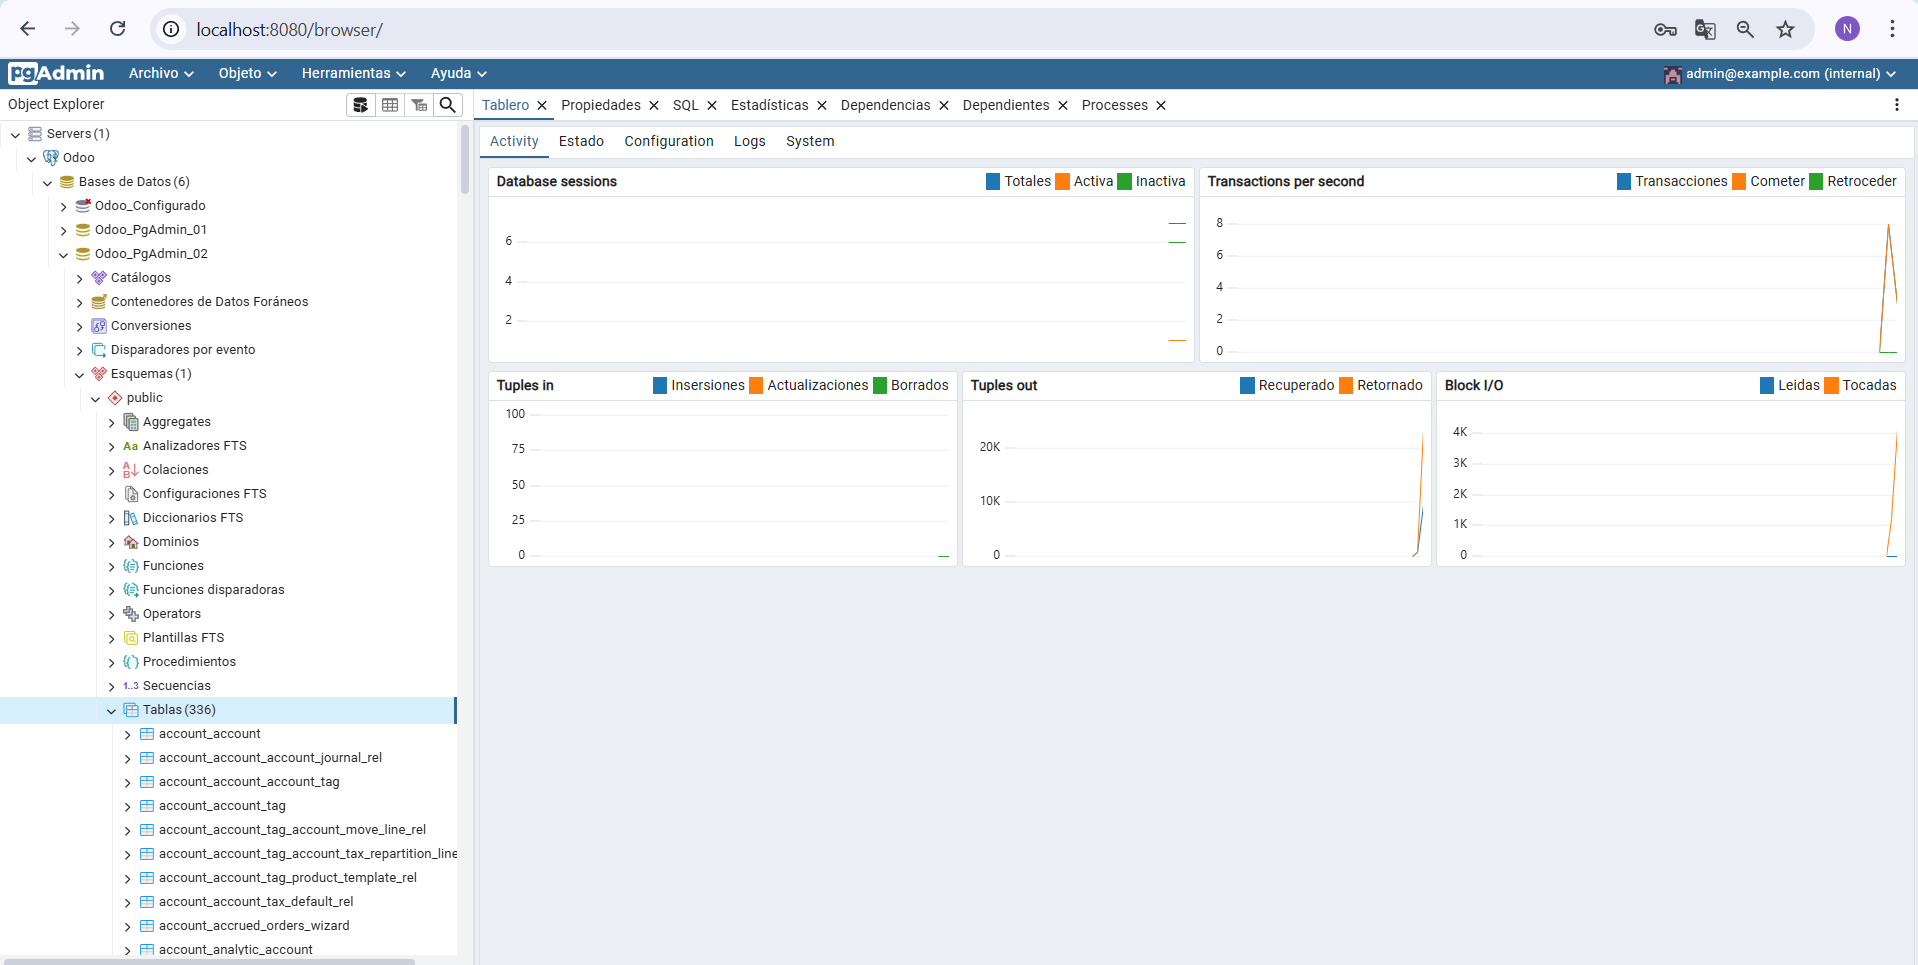 localhost:8080/browser/
N
pgAdmin Archivo Objeto Herramientas Ayuda admin@example.com (internal)
Object Explorer
Tablero Propiedades SQL Estadísticas Dependencias Dependientes Processes
Servers (1)
Odoo
Bases de Datos (6)
Odoo_Configurado
Odoo_PgAdmin_01
Odoo_PgAdmin_02
Catálogos
Contenedores de Datos Foráneos
Conversiones
Disparadores por evento
Esquemas (1)
public
Aggregates
Aa Analizadores FTS
Colaciones
Configuraciones FTS
Diccionarios FTS
Dominios
Funciones
Funciones disparadoras
Operators
Plantillas FTS
Procedimientos
1..3 Secuencias
Tablas (336)
account_account
account_account_account_journal_rel
account_account_account_tag
account_account_tag
account_account_tag_account_move_line_rel
account_account_tag_account_tax_repartition_line
account_account_tag_product_template_rel
account_account_tax_default_rel
account_accrued_orders_wizard
account_analytic_account
Activity Estado Configuration Logs System
Database sessions Totales Activa Inactiva
6
4
2
Transactions per second Transacciones Cometer Retroceder
8
6
4
2
0
Tuples in Insersiones Actualizaciones Borrados
100
75
50
25
0
Tuples out Recuperado Retornado
20K
10K
0
Block I/O Leidas Tocadas
4K
3K
2K
1K
0